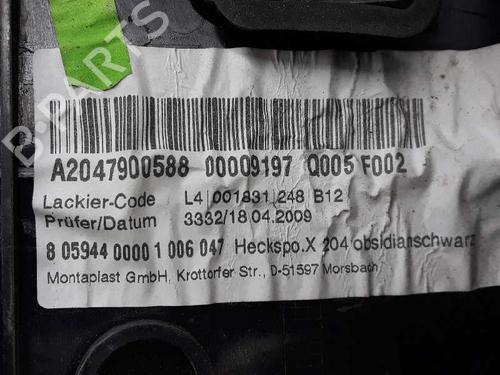 B.PARTS
A2047900588 00009197 Q005 F002
Lackier-Code L4 001831 248 B12
Prüfer/Datum 3332/18.04.2009
8 05944 0000 1 006 047 Heckspo.X 204 obsidianschwarz
Montaplast GmbH, Krottorfer Str., D-51597 Morsbach